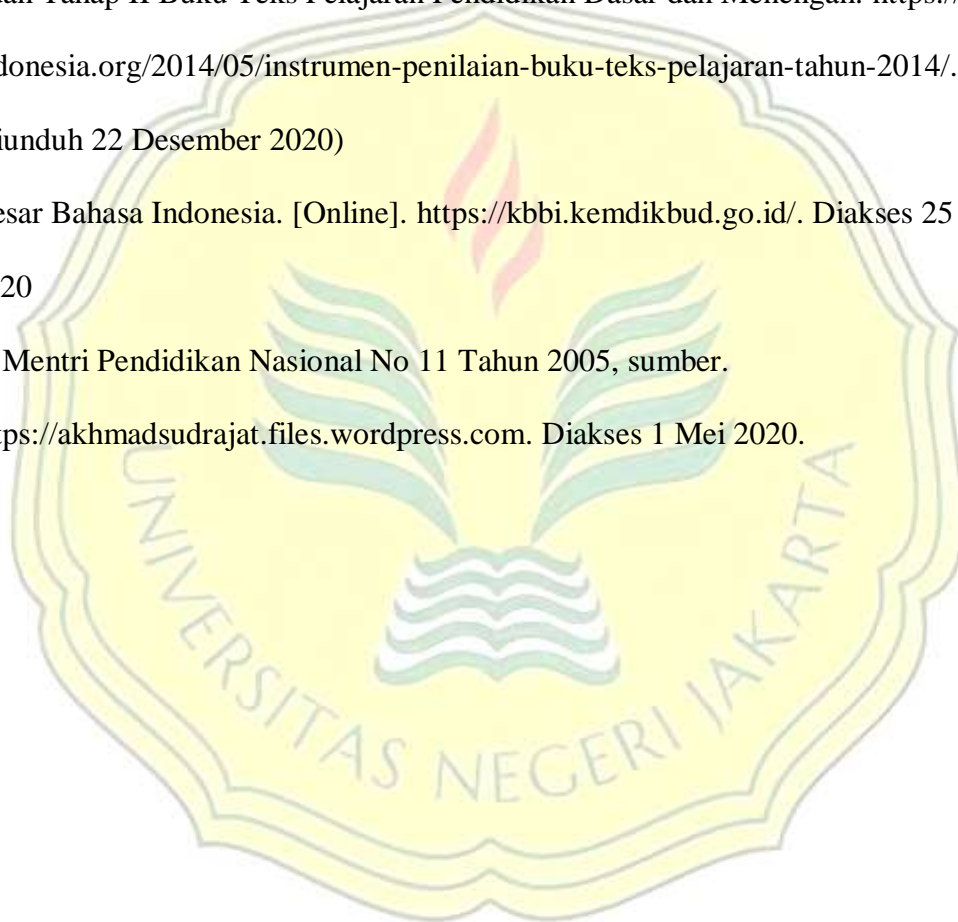 dan Tahap II Buku Teks Pelajaran Pendidikan Dasar dan Menengah. https://
donesia.org/2014/05/instrumen-penilaian-buku-teks-pelajaran-tahun-2014/.
iunduh 22 Desember 2020)
esar Bahasa Indonesia. [Online]. https://kbbi.kemdikbud.go.id/. Diakses 25
20
Mentri Pendidikan Nasional No 11 Tahun 2005, sumber.
tps://akhmadsudrajat.files.wordpress.com. Diakses 1 Mei 2020.
UNIVERSITAS NEGERI JAKARTA